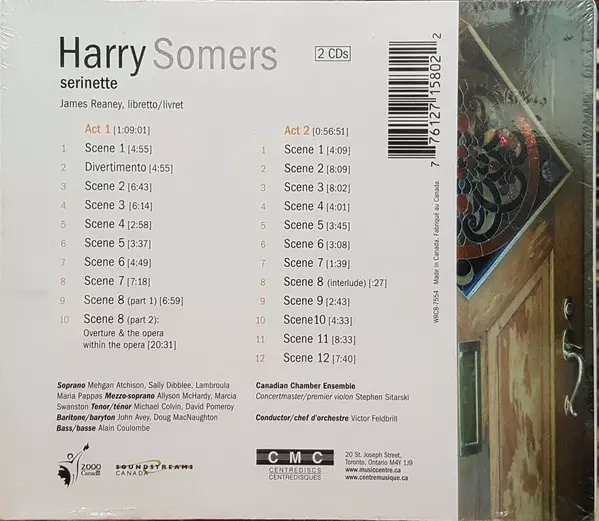 Harry Somers
serinette
2 CDs
James Reaney, libretto/livret
Act 1 [1:09:01]
1 Scene 1 [4:55]
2 Divertimento [4:55]
3 Scene 2 [6:43]
4 Scene 3 [6:14]
5 Scene 4 [2:58]
6 Scene 5 [3:37]
7 Scene 6 [4:49]
8 Scene 7 [7:18]
9 Scene 8 (part 1) [6:59]
10 Scene 8 (part 2):
Overture & the opera
within the opera [20:31]
Act 2 [0:56:51]
1 Scene 1 [4:09]
2 Scene 2 [8:09]
3 Scene 3 [8:02]
4 Scene 4 [4:01]
5 Scene 5 [3:45]
6 Scene 6 [3:08]
7 Scene 7 [1:39]
8 Scene 8 (interlude) [:27]
9 Scene 9 [2:43]
10 Scene10 [4:33]
11 Scene 11 [8:33]
12 Scene 12 [7:40]
7 76127 15802 2
WRC8-7554 Made in Canada. Fabriqué au Canada.
Soprano Mehgan Atchison, Sally Dibblee, Lambroula
Maria Pappas Mezzo-soprano Allyson McHardy, Marcia
Swanston Tenor/ténor Michael Colvin, David Pomeroy
Baritone/baryton John Avey, Doug MacNaughton
Bass/basse Alain Coulombe
Canadian Chamber Ensemble
Concertmaster/premier violon Stephen Sitarski
Conductor/chef d'orchestre Victor Feldbrill
2000
Canada
SOUNDSTREAMS
CANADA
CMC
CENTREDISCS
CENTREDISQUES
20 St. Joseph Street,
Toronto, Ontario M4Y 1J9
www.musiccentre.ca
www.centremusique.ca